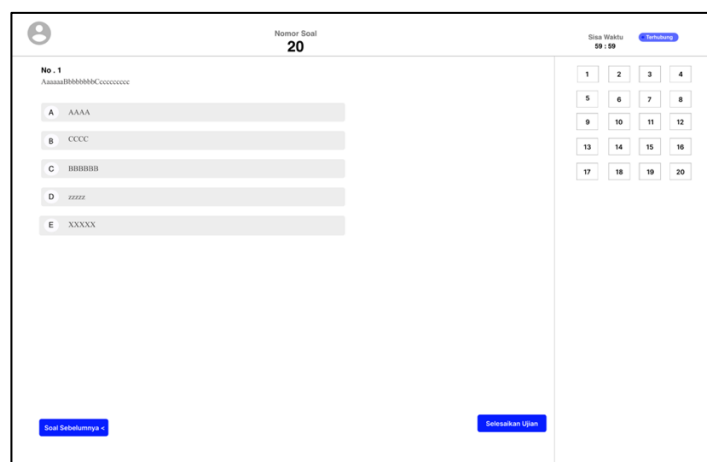 Nomor Soal
20
Sisa Waktu
59 : 59
Terhubung
No . 1
AaaaaaBbbbbbbbCcccccccccc
A AAAA
B CCCC
C BBBBBB
D zzzzz
E XXXXX
Soal Sebelumnya <
Selesaikan Ujian
1 2 3 4
5 6 7 8
9 10 11 12
13 14 15 16
17 18 19 20